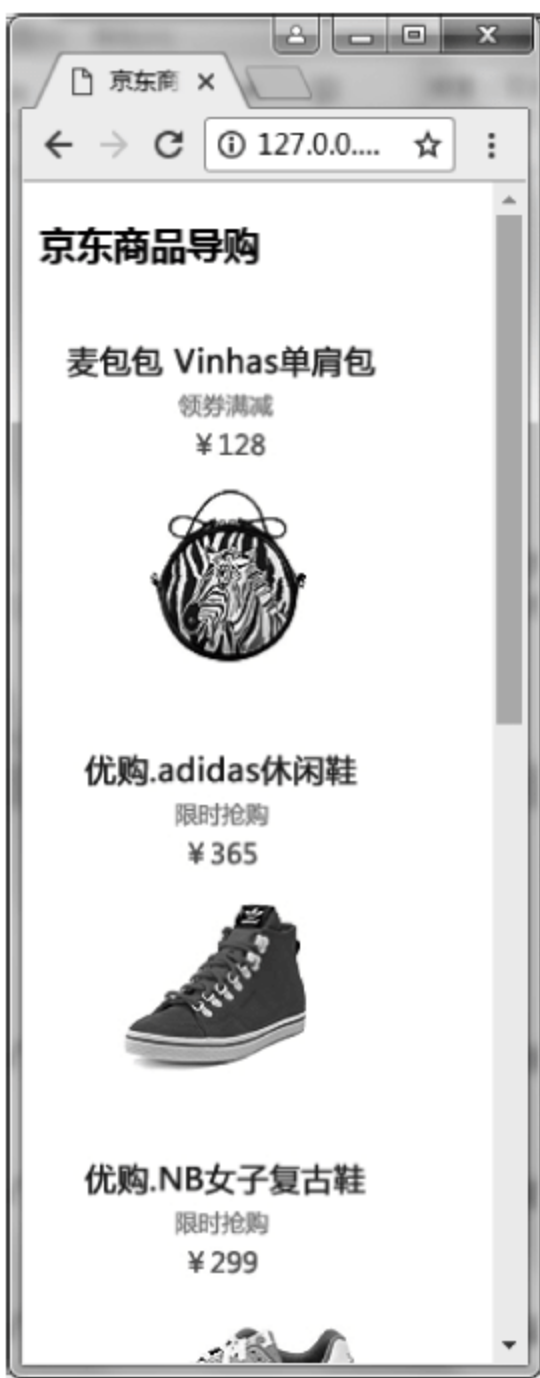 京东商
127.0.0....
京东商品导购
麦包包 Vinhas单肩包
领券满减
¥128
优购.adidas休闲鞋
限时抢购
¥365
优购.NB女子复古鞋
限时抢购
¥299